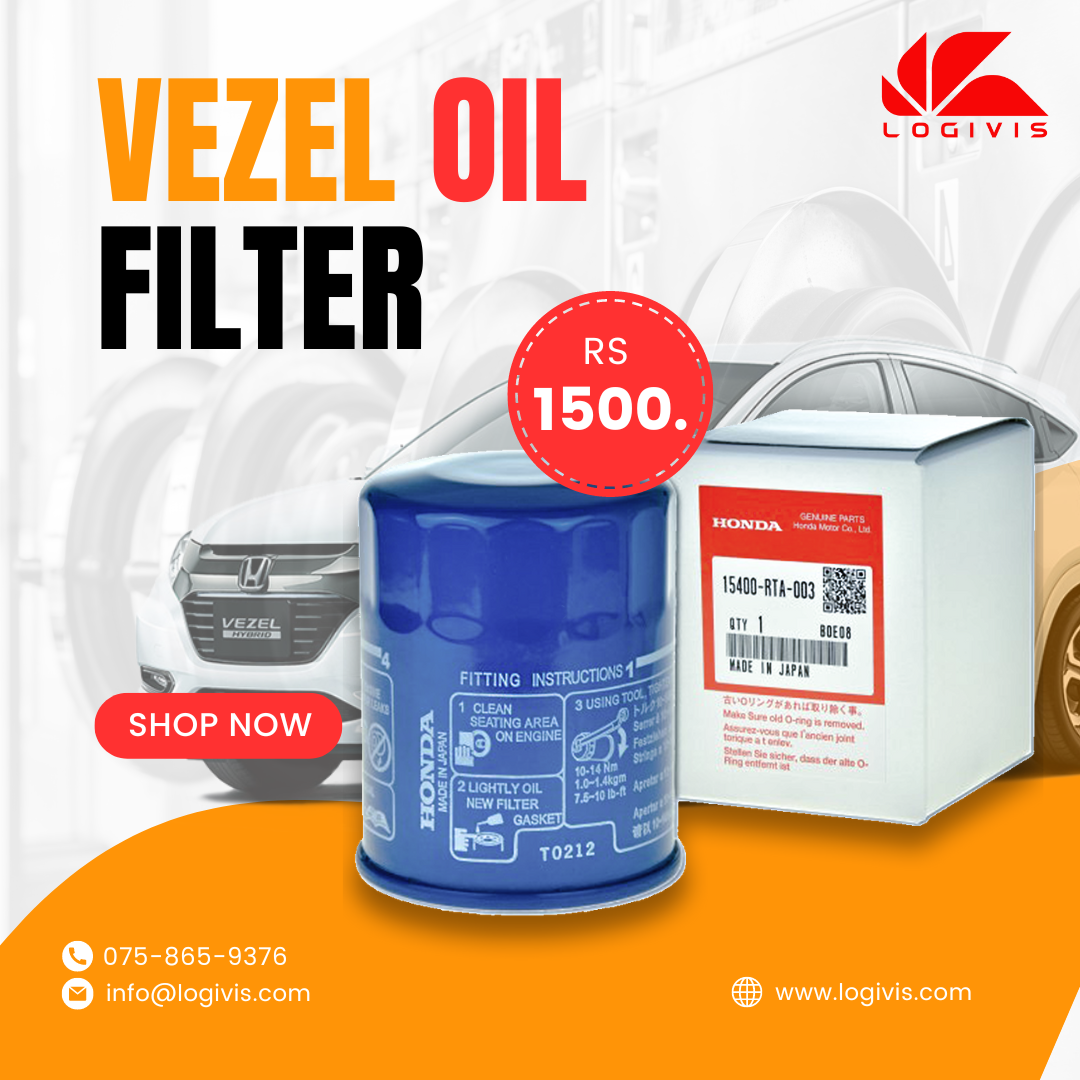 VEZEL OIL
FILTER
LOGIVIS
RS
1500.
HONDA
GENUINE PARTS
Honda Motor Co., Ltd.
15400-RTA-003
QTY 1
B0E08
MADE IN JAPAN
古いOリングがあれば取り除く事。
Make Sure old O-ring is removed.
Assurez-vous que l'ancien joint
torique a t enlev.
Stellen Sie sicher, dass der alte O-
Ring entfernt ist
VEZEL
HYBRID
SHOP NOW
4
FITTING INSTRUCTIONS 1
1 CLEAN
SEATING AREA
ON ENGINE
2 LIGHTLY OIL
NEW FILTER
GASKET
3 USING TOOL,
10-14 Nm
1.0-1.4kgm
7.5-10 lb-ft
HONDA
MADE IN JAPAN
T0212
075-865-9376
info@logivis.com
www.logivis.com